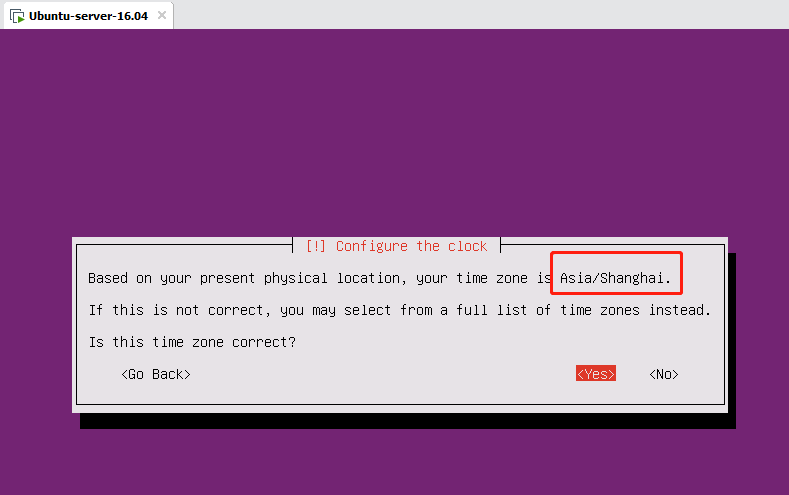 Ubuntu-server-16.04
[!] Configure the clock
Based on your present physical location, your time zone is Asia/Shanghai.
If this is not correct, you may select from a full list of time zones instead.
Is this time zone correct?
<Go Back> <Yes> <No>